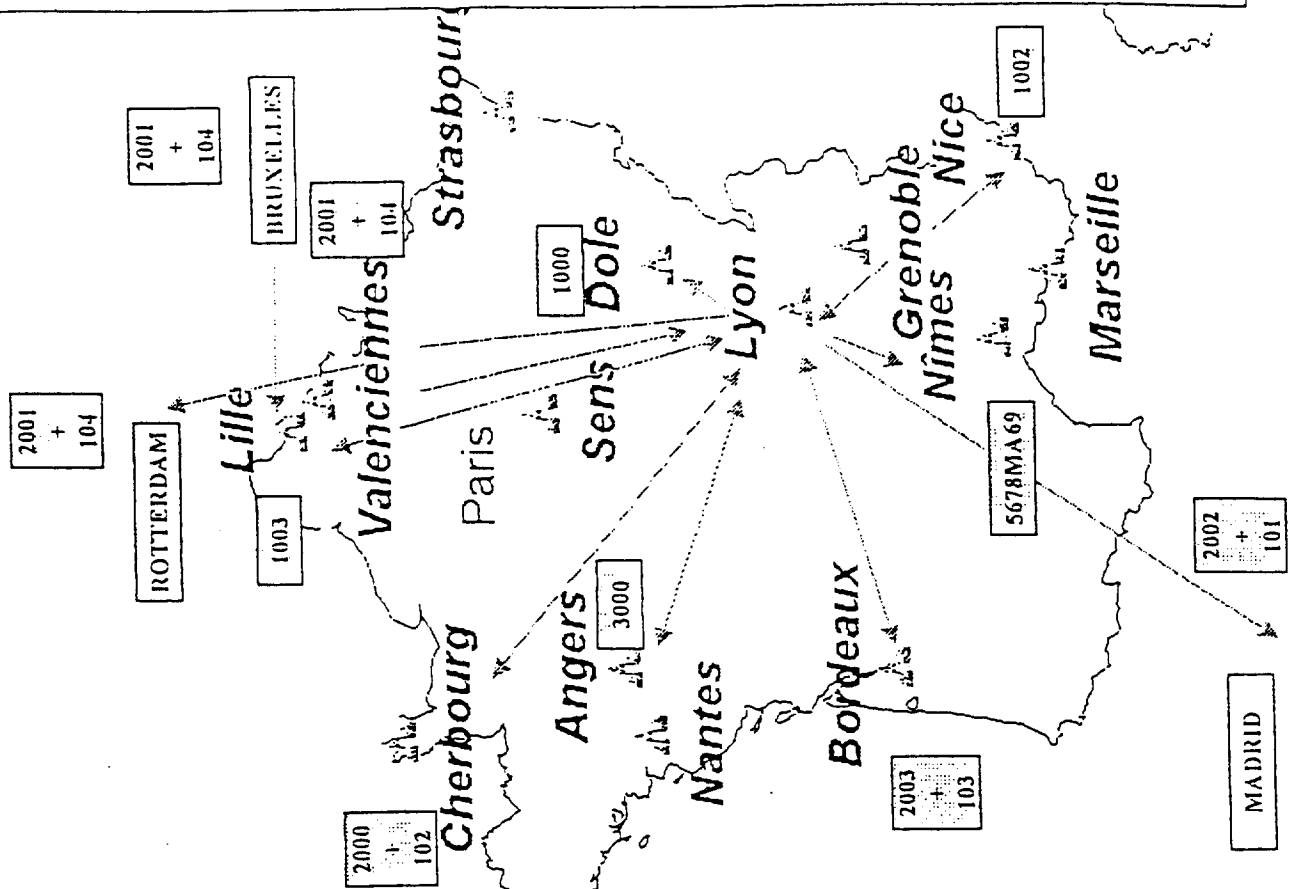 2001
+
104
ROTTERDAM
2001
+
104
BRUXELLES
2001
+
104
Lille
1003
Valenciennes
Strasbourg
Paris
2000
+
102
Cherbourg
1000
Dole
Sens
Angers
3000
Nantes
Lyon
Bordeaux
2003
+
103
Grenoble
Nîmes
Nice
1002
Marseille
5678MA69
2002
+
101
MADRID